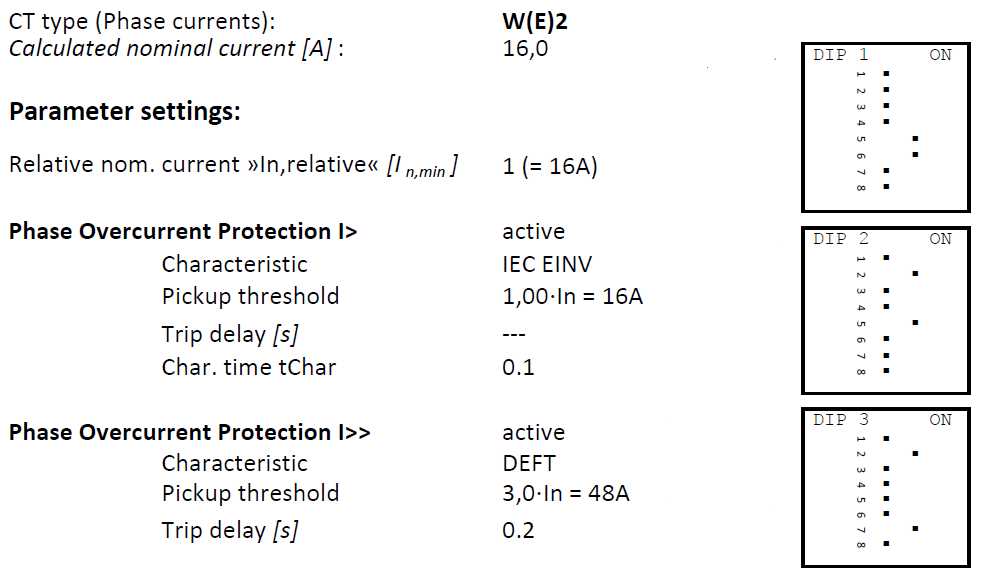 CT type (Phase currents): W(E)2
Calculated nominal current [A] : 16,0
Parameter settings:
Relative nom. current »In,relative« [I n,min ] 1 (= 16A)
Phase Overcurrent Protection I> active
Characteristic IEC EINV
Pickup threshold 1,00·In = 16A
Trip delay [s] ---
Char. time tChar 0.1
Phase Overcurrent Protection I>> active
Characteristic DEFT
Pickup threshold 3,0·In = 48A
Trip delay [s] 0.2
DIP 1 ON
1
2
3
4
5
6
7
8
DIP 2 ON
1
2
3
4
5
6
7
8
DIP 3 ON
1
2
3
4
5
6
7
8